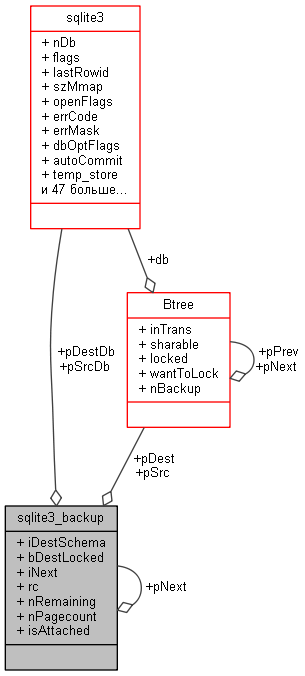 sqlite3
+ nDb
+ flags
+ lastRowid
+ szMmap
+ openFlags
+ errCode
+ errMask
+ dbOptFlags
+ autoCommit
+ temp_store
и 47 больше...
+db
Btree
+ inTrans
+ sharable
+ locked
+ wantToLock
+ nBackup
+pPrev
+pNext
+pDestDb
+pSrcDb
+pDest
+pSrc
sqlite3_backup
+ iDestSchema
+ bDestLocked
+ iNext
+ rc
+ nRemaining
+ nPagecount
+ isAttached
+pNext